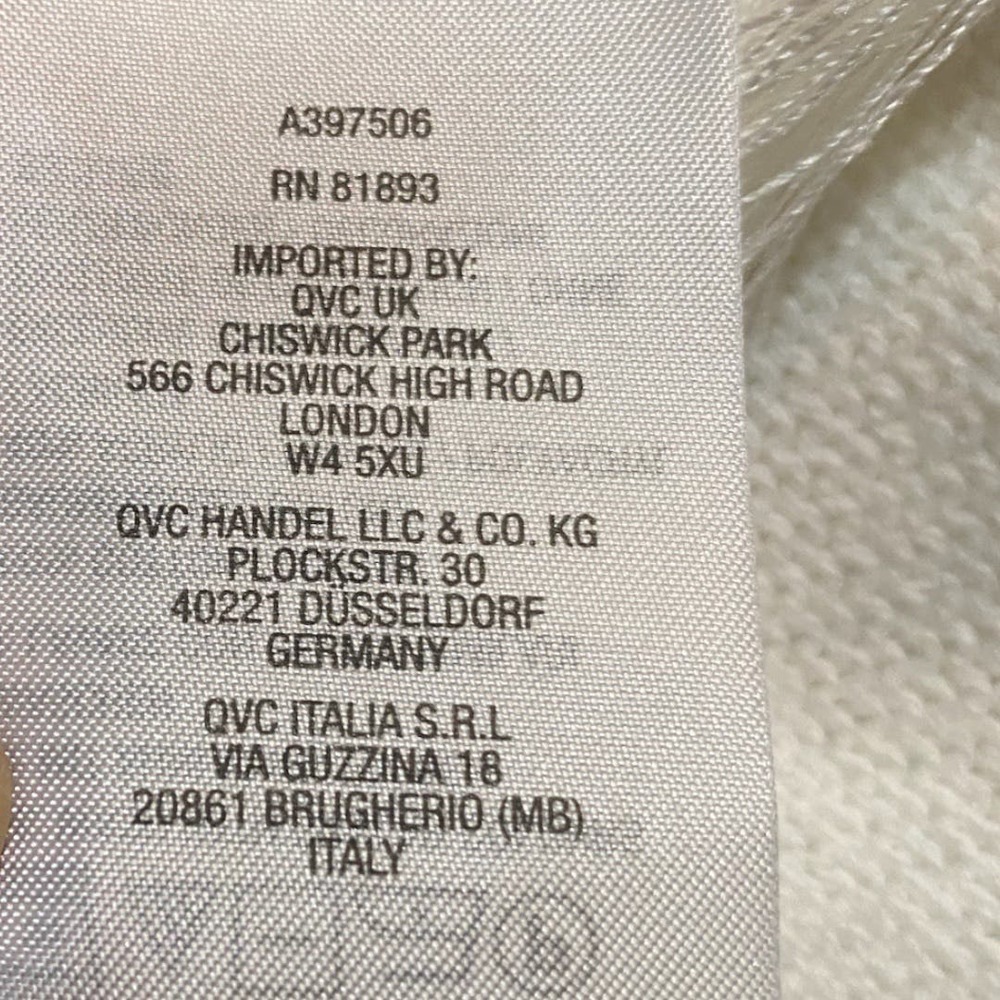 A397506
RN 81893
IMPORTED BY:
QVC UK
CHISWICK PARK
566 CHISWICK HIGH ROAD
LONDON
W4 5XU
QVC HANDEL LLC & CO. KG
PLOCKSTR. 30
40221 DUSSELDORF
GERMANY
QVC ITALIA S.R.L
VIA GUZZINA 18
20861 BRUGHERIO (MB)
ITALY